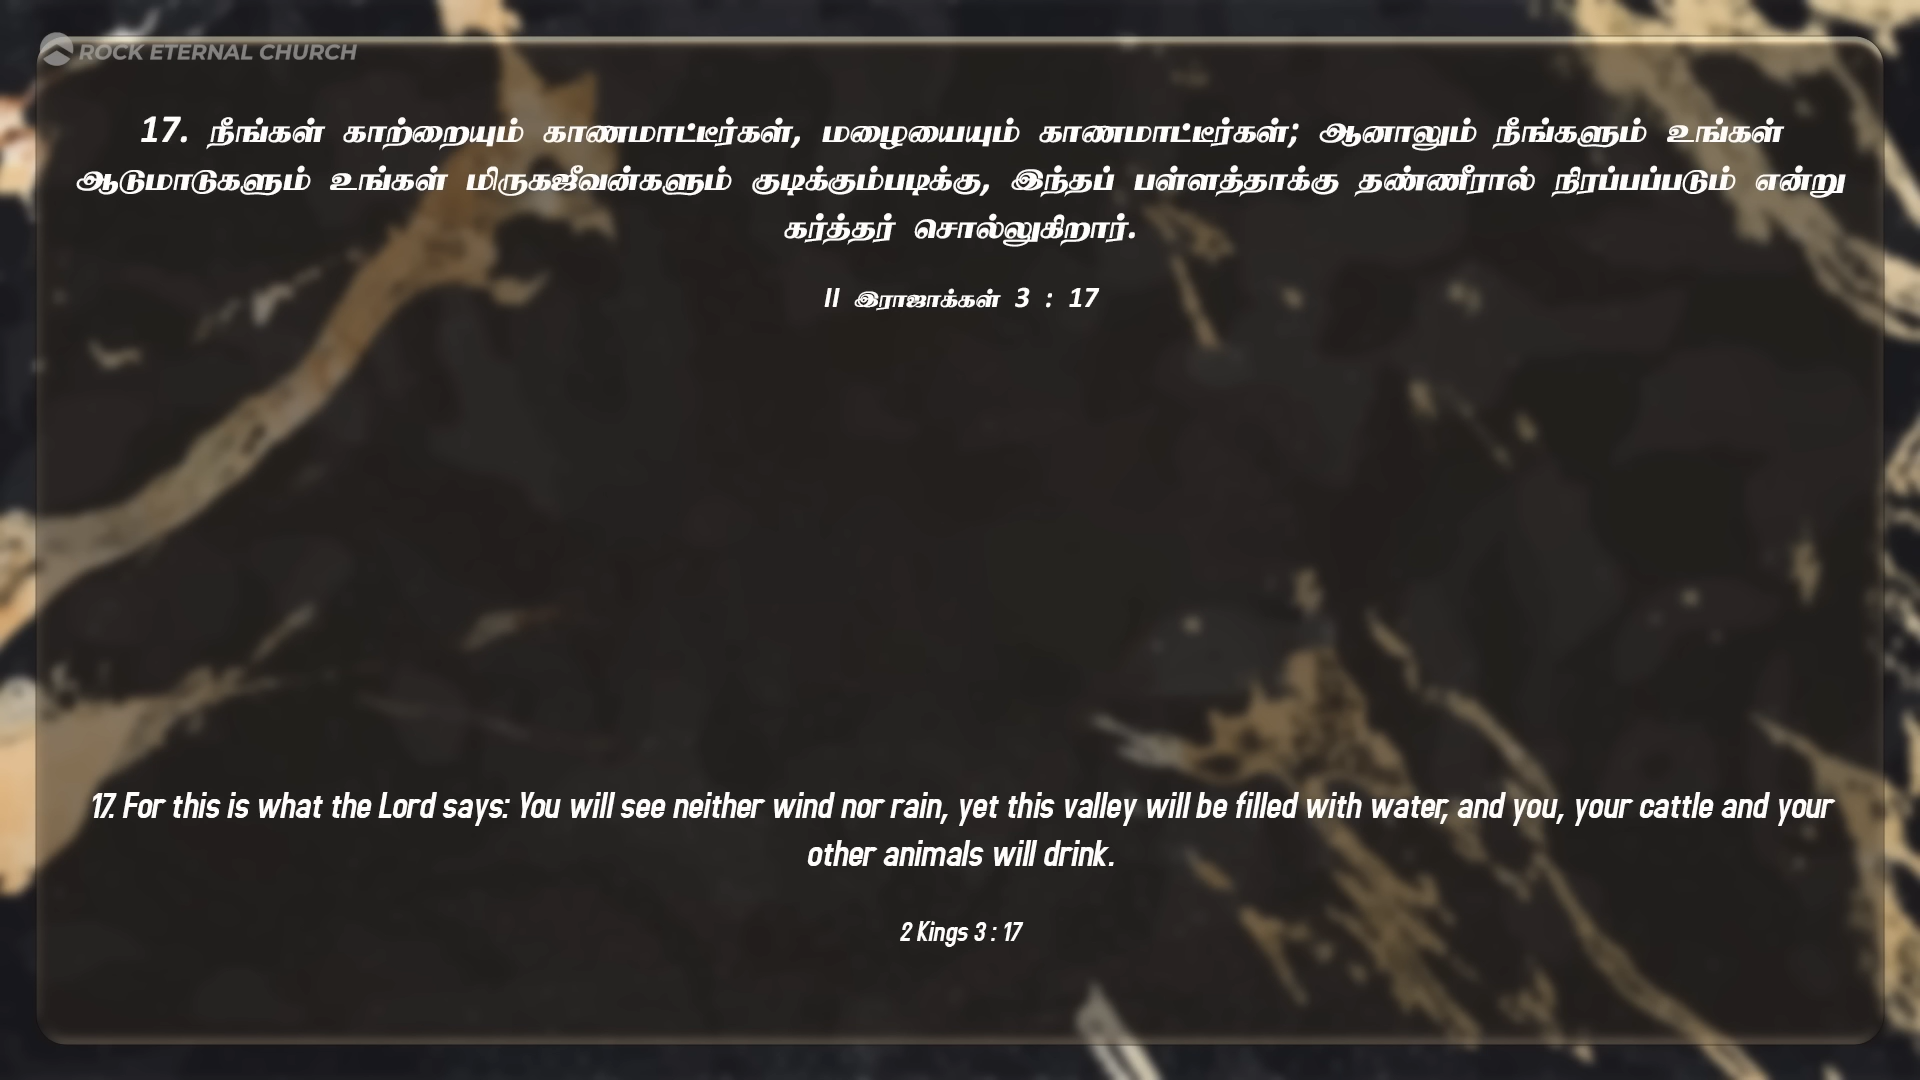 ROCK ETERNAL CHURCH
17. நீங்கள் காற்றையும் காணமாட்டீர்கள், மழையையும் காணமாட்டீர்கள்; ஆனாலும் நீங்களும் உங்கள்
ஆடுமாடுகளும் உங்கள் மிருகஜீவன்களும் குடிக்கும்படிக்கு, இந்தப் பள்ளத்தாக்கு தண்ணீரால் நிரப்பப்படும் என்று
கர்த்தர் சொல்லுகிறார்.
II இராஜாக்கள் 3 : 17
17. For this is what the Lord says: You will see neither wind nor rain, yet this valley will be filled with water, and you, your cattle and your
other animals will drink.
2 Kings 3 : 17